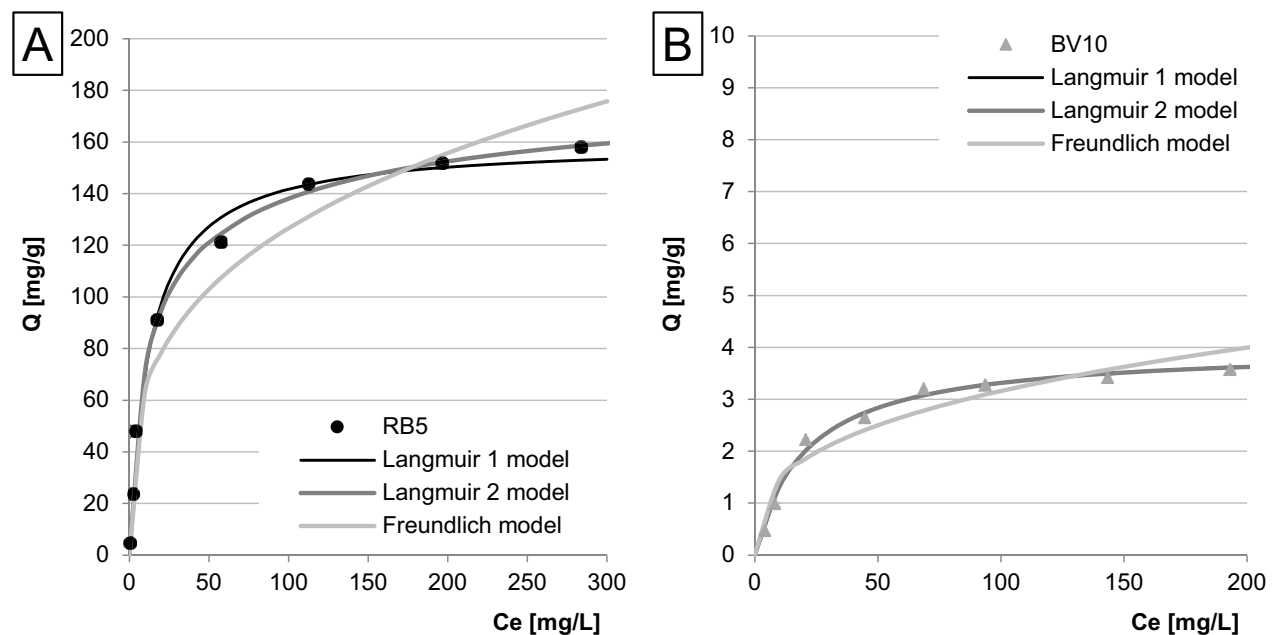 A
200
180
160
140
120
100
80
60
40
20
0
Q [mg/g]
RB5
Langmuir 1 model
Langmuir 2 model
Freundlich model
0 50 100 150 200 250 300
Ce [mg/L]
B
10
9
8
7
6
5
4
3
2
1
0
Q [mg/g]
BV10
Langmuir 1 model
Langmuir 2 model
Freundlich model
0 50 100 150 200
Ce [mg/L]